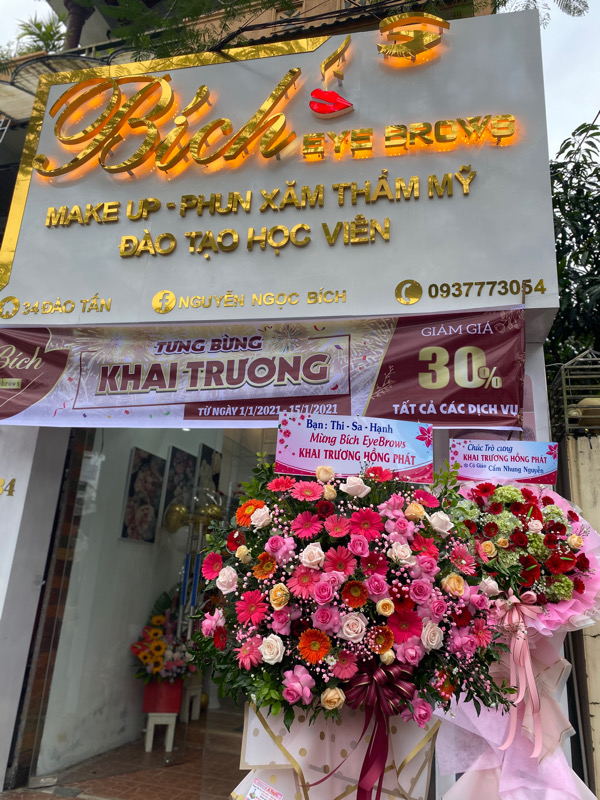 Bích
EYE BROWS
MAKE UP - PHUN XĂM THẨM MỸ
ĐÀO TẠO HỌC VIÊN
34 ĐÀO TẤN
NGUYỄN NGỌC BÍCH
0937773054
Bích
TƯNG BỪNG
KHAI TRƯƠNG
TỪ NGÀY 1/1/2021 - 15/1/2021
GIẢM GIÁ
30%
TẤT CẢ CÁC DỊCH VỤ
Bạn : Thi - Sa - Hạnh
Mừng Bích EyeBrows
KHAI TRƯƠNG HỒNG PHÁT
Chúc Trò cưng
KHAI TRƯƠNG HỒNG PHÁT
Cô Giáo Cẩm Nhung Nguyễn